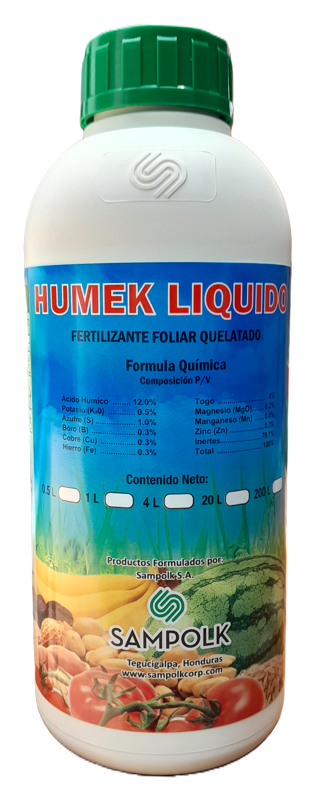 HUMEK LIQUIDO
FERTILIZANTE FOLIAR QUELATADO
Formula Química
Composición P/V
Acido Humico .......... 12.0%
Potasio (K₂0) .......... 0.5%
Azufre (S) .......... 1.0%
Boro (B) .......... 0.3%
Cobre (Cu) .......... 0.3%
Hierro (Fe) .......... 0.3%
Togo ..........
Magnesio (MgO)..........
Manganeso (Mn) ..........
Zinc (Zn) ..........
Inertes..........
Total .......... 100%
Contenido Neto:
0.5 L 1 L 4 L 20 L 200 L
Productos Formulados por:
Sampolk S.A.
SAMPOLK
Tegucigalpa, Honduras
www.sampolkcorp.com